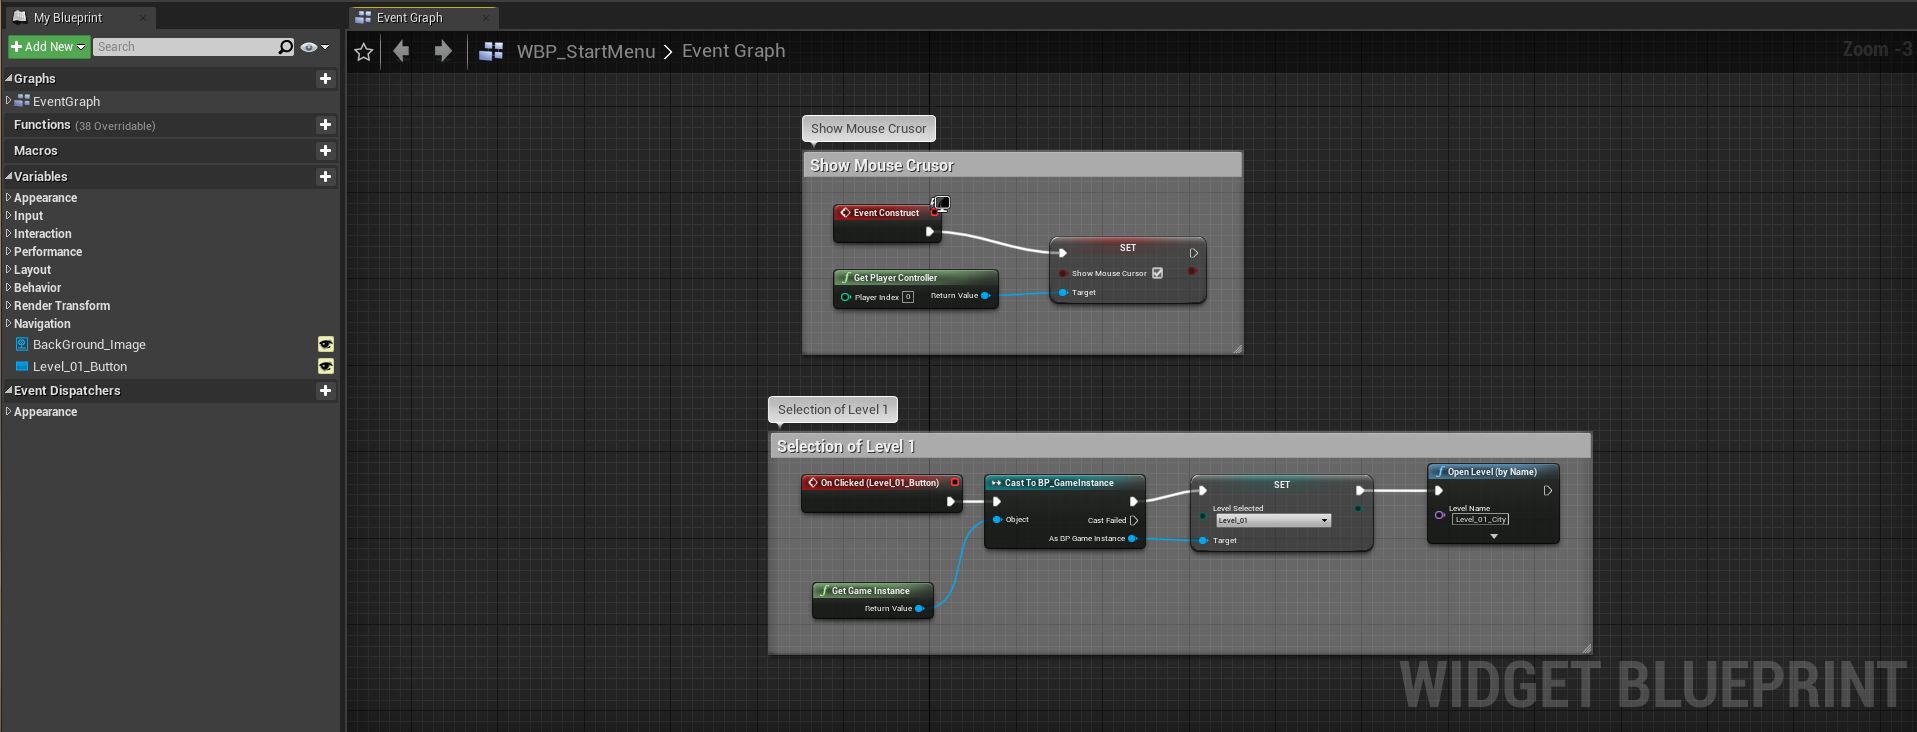 My Blueprint
Event Graph
Add New
Search
WBP_StartMenu > Event Graph
Zoom -3
Graphs
EventGraph
Functions (38 Overridable)
Macros
Variables
Appearance
Input
Interaction
Performance
Layout
Behavior
Render Transform
Navigation
BackGround_Image
Level_01_Button
Event Dispatchers
Appearance
Show Mouse Crusor
Show Mouse Crusor
Event Construct
SET
Show Mouse Cursor
Target
Get Player Controller
Player Index 0
Return Value
Selection of Level 1
Selection of Level 1
On Clicked (Level_01_Button)
Cast To BP_GameInstance
Object
Cast Failed
As BP Game Instance
SET
Level Selected
Level_01
Target
Open Level (by Name)
Level Name
Level_01_City
Get Game Instance
Return Value
WIDGET BLUEPRINT